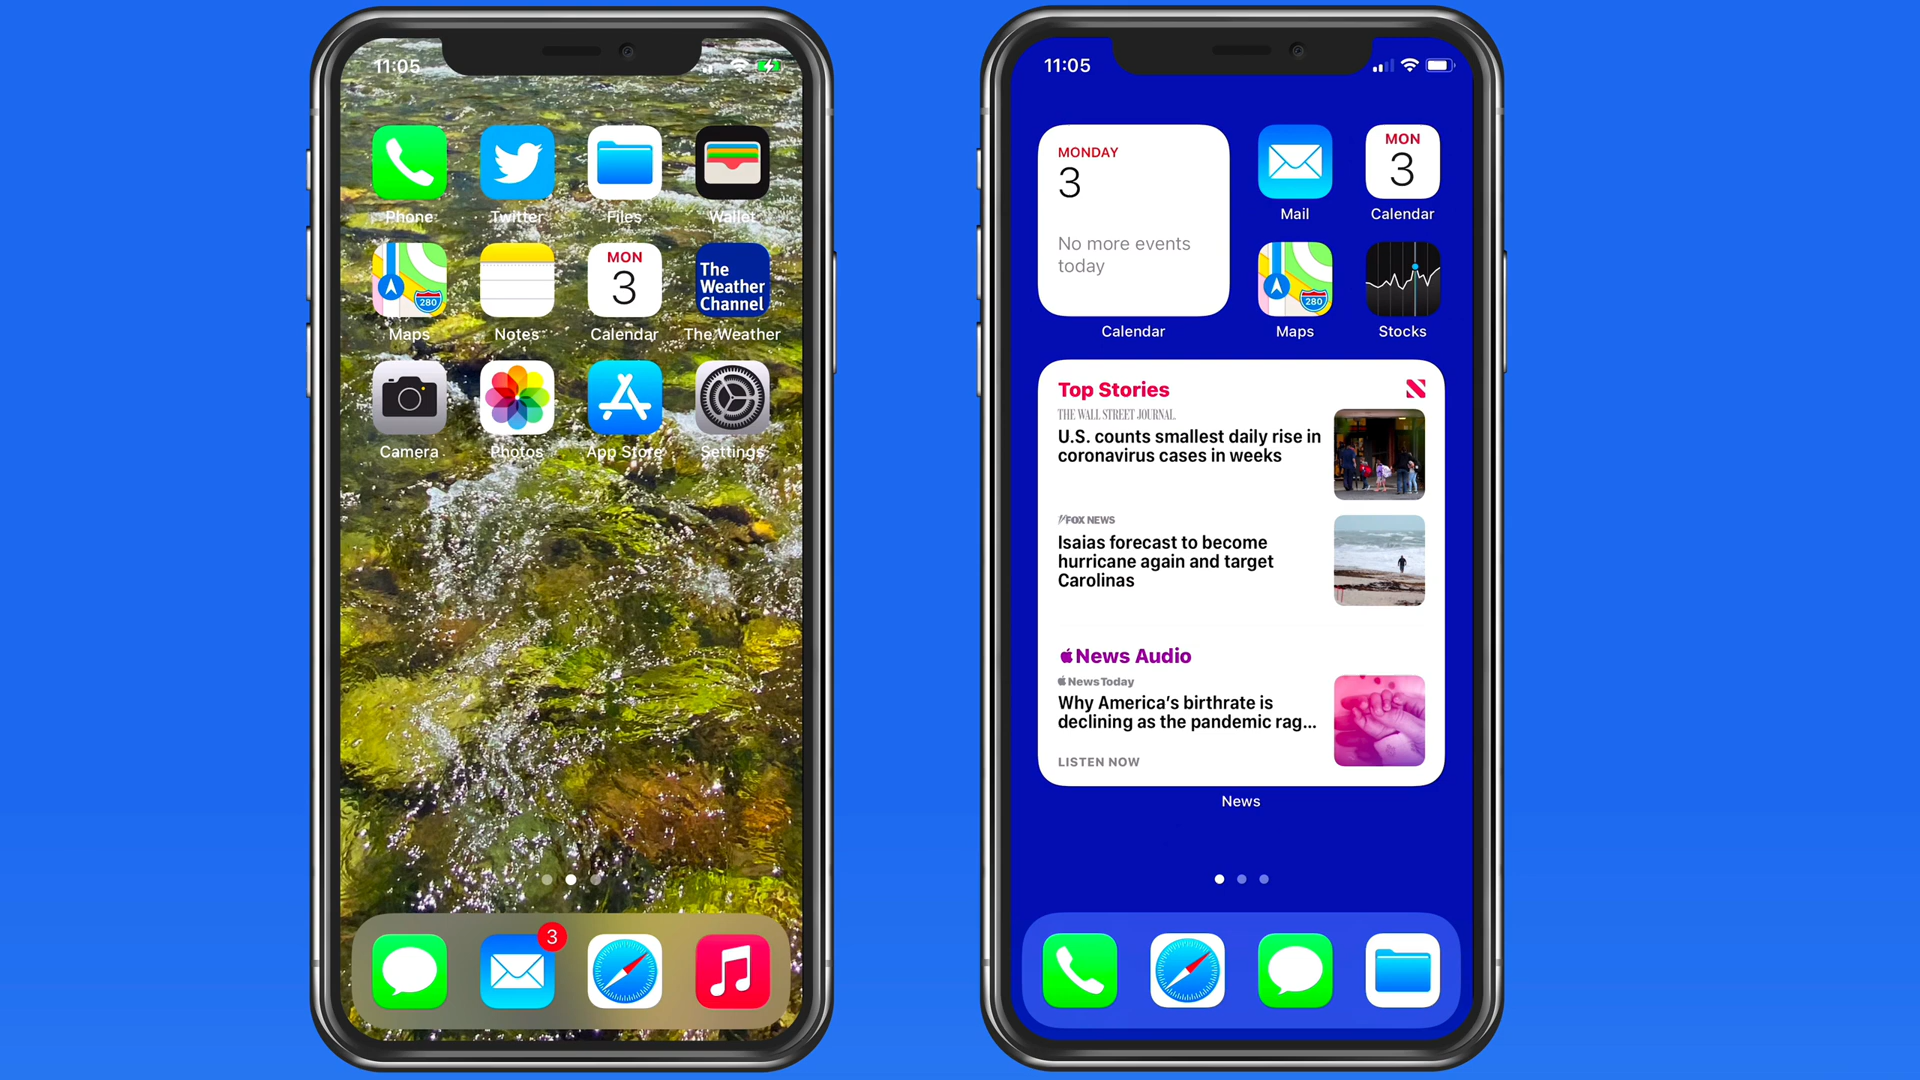 11:05
Phone
Twitter
Files
Wallet
280
MON
3
The
Weather
Channel
Maps
Notes
Calendar
The Weather
Camera
Photos
App Store
Settings
3
11:05
MONDAY
3
No more events
today
Calendar
Mail
MON
3
Calendar
280
Maps
Stocks
Top Stories
THE WALL STREET JOURNAL.
U.S. counts smallest daily rise in
coronavirus cases in weeks
FOX NEWS
Isaias forecast to become
hurricane again and target
Carolinas
News Audio
News Today
Why America’s birthrate is
declining as the pandemic rag...
LISTEN NOW
News